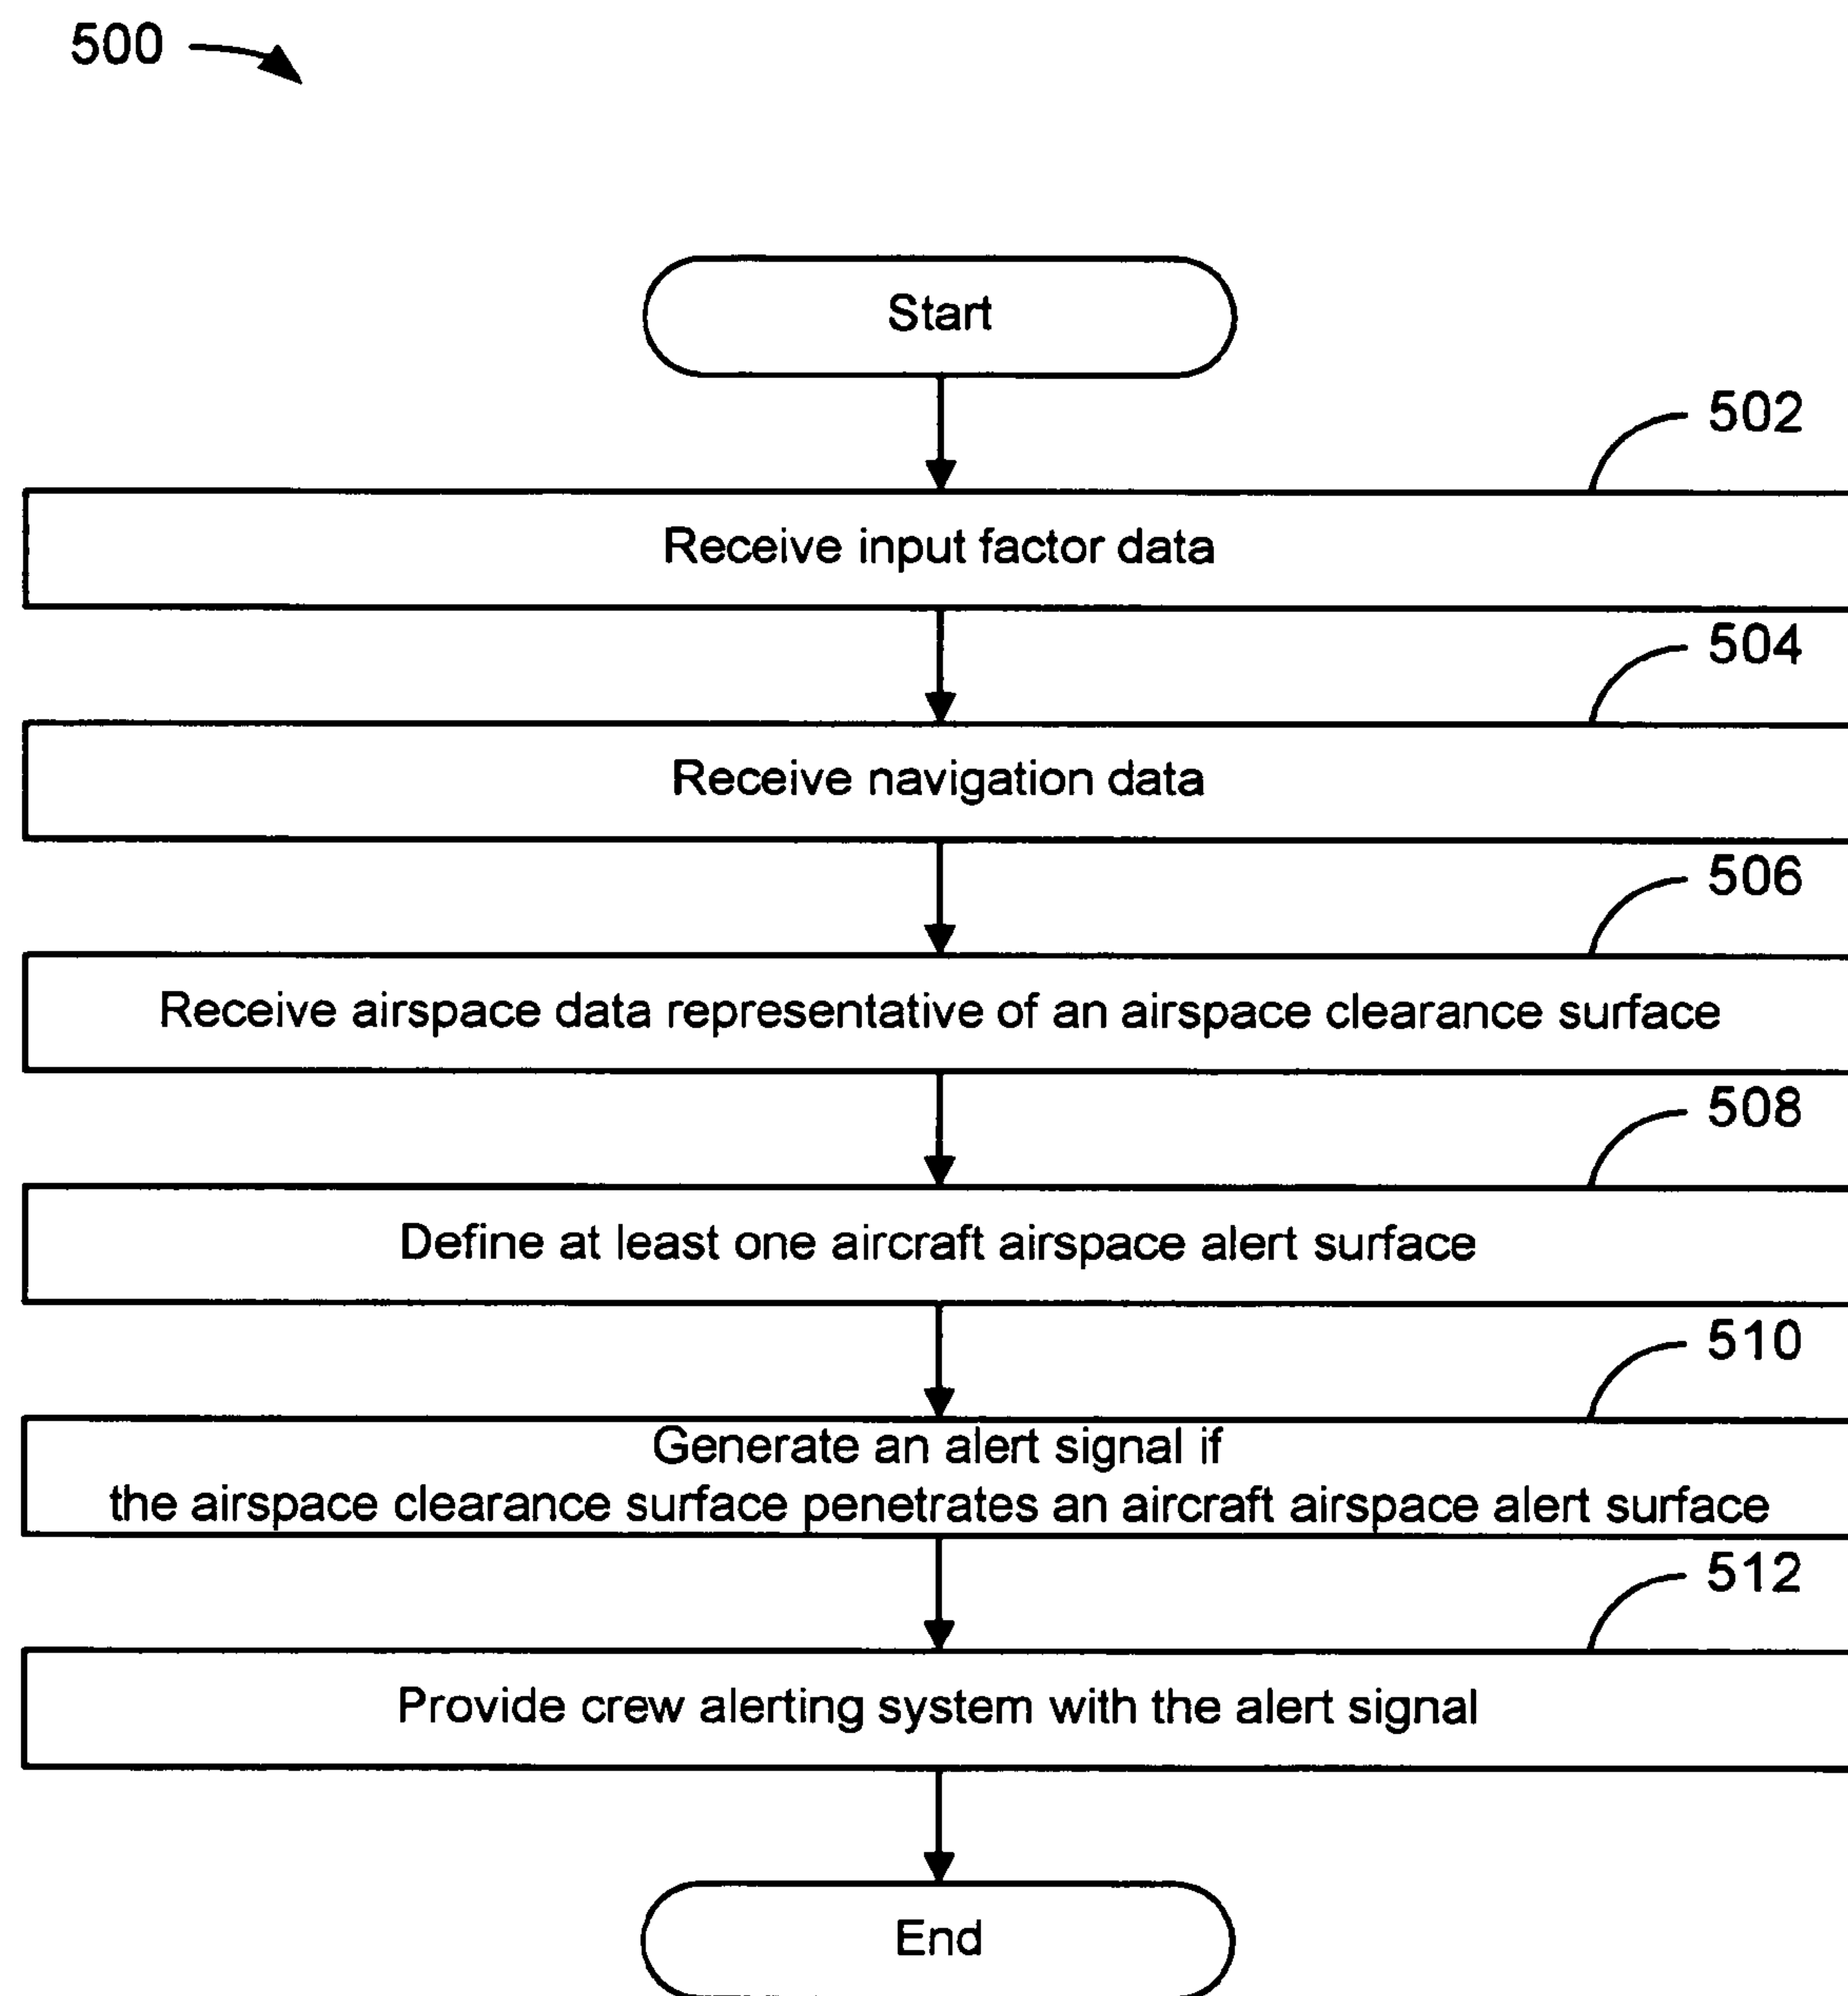 500
Start
502
Receive input factor data
504
Receive navigation data
506
Receive airspace data representative of an airspace clearance surface
508
Define at least one aircraft airspace alert surface
510
Generate an alert signal if
the airspace clearance surface penetrates an aircraft airspace alert surface
512
Provide crew alerting system with the alert signal
End